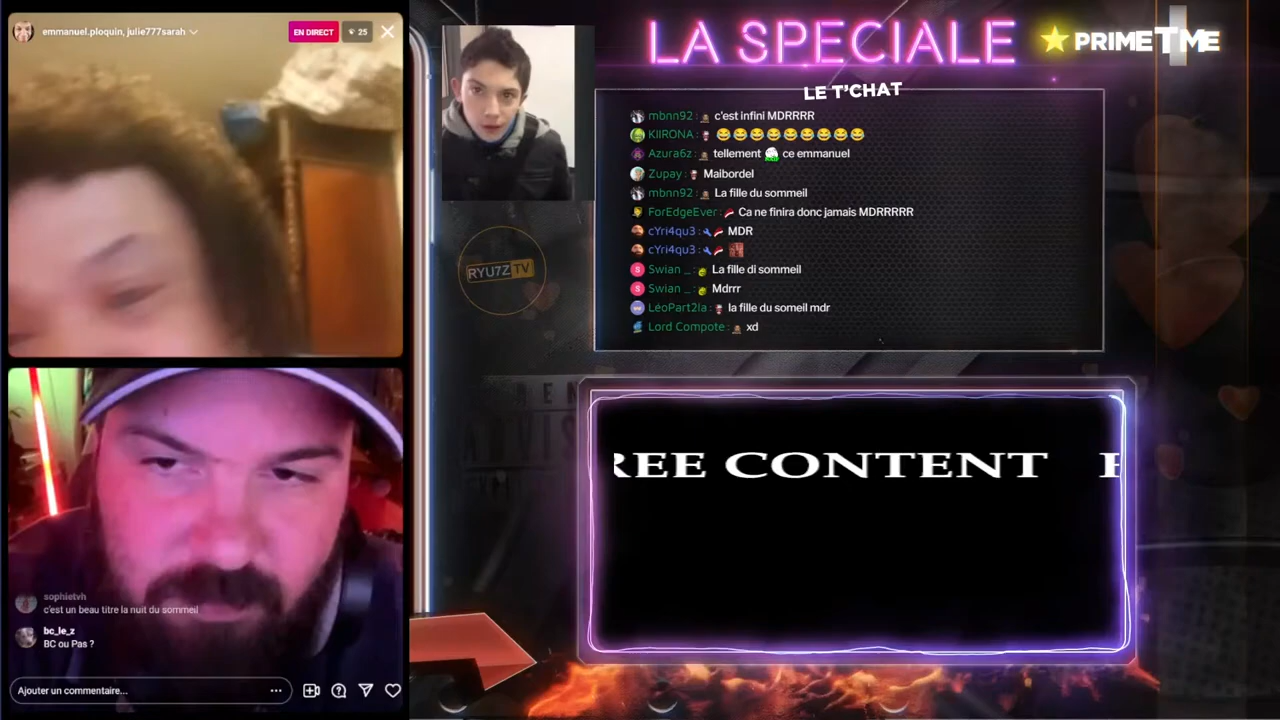 emmanuel.ploquin, julie777sarah
EN DIRECT
25
sophietvh
c'est un beau titre la nuit du sommeil
bc_le_z
BC ou Pas ?
Ajouter un commentaire...
RYU7Z TV
LA SPECIALE
PRIMETIME
LE T'CHAT
mbnn92 : c'est infini MDRRRR
KIIRONA : 😂😂😂😂😂😂😂😂😂
Azura6z : tellement ce emmanuel
Zupay : Maibordel
mbnn92 : La fille du sommeil
ForEdgeEver : Ca ne finira donc jamais MDRRRRR
cYri4qu3 : MDR
cYri4qu3 :
Swian _ : La fille di sommeil
Swian _ : Mdrrr
LéoPart2la : la fille du someil mdr
Lord Compote : xd
REE CONTENT